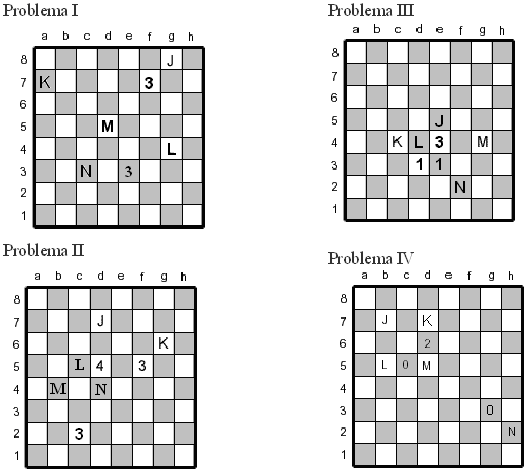 Problema I
a b c d e f g h
8 J
7 K 3
6
5 M
4 L
3 N 3
2
1
Problema III
a b c d e f g h
8
7
6
5 J
4 K L 3 M
3 1 1
2 N
1
Problema II
a b c d e f g h
8
7 J
6 K
5 L 4 3
4 M N
3
2 3
1
Problema IV
a b c d e f g h
8
7 J K
6 2
5 L 0 M
4
3 0
2 N
1